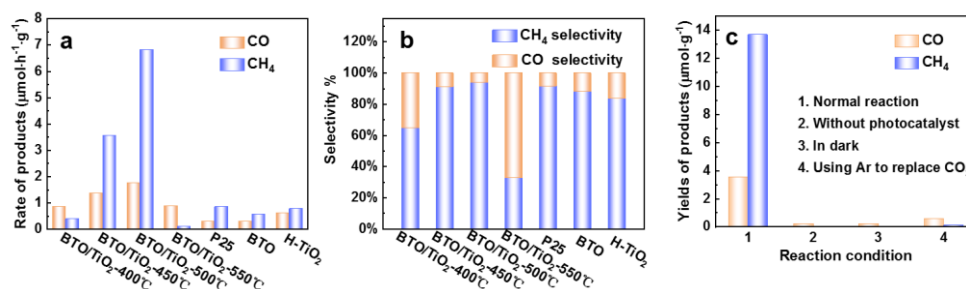 a
CO
CH₄
Rate of products (μmol·h⁻¹·g⁻¹)
8
7
6
5
4
3
2
1
0
BTO/TiO₂-400℃
BTO/TiO₂-450℃
BTO/TiO₂-500℃
BTO/TiO₂-550℃
P25
BTO
H-TiO₂
b
CH₄ selectivity
CO selectivity
Selectivity %
120%
100%
80%
60%
40%
20%
0
BTO/TiO₂-400℃
BTO/TiO₂-450℃
BTO/TiO₂-500℃
BTO/TiO₂-550℃
P25
BTO
H-TiO₂
c
CO
CH₄
1. Normal reaction
2. Without photocatalyst
3. In dark
4. Using Ar to replace CO
Yields of products (μmol·g⁻¹)
14
12
10
8
6
4
2
0
1
2
3
4
Reaction condition